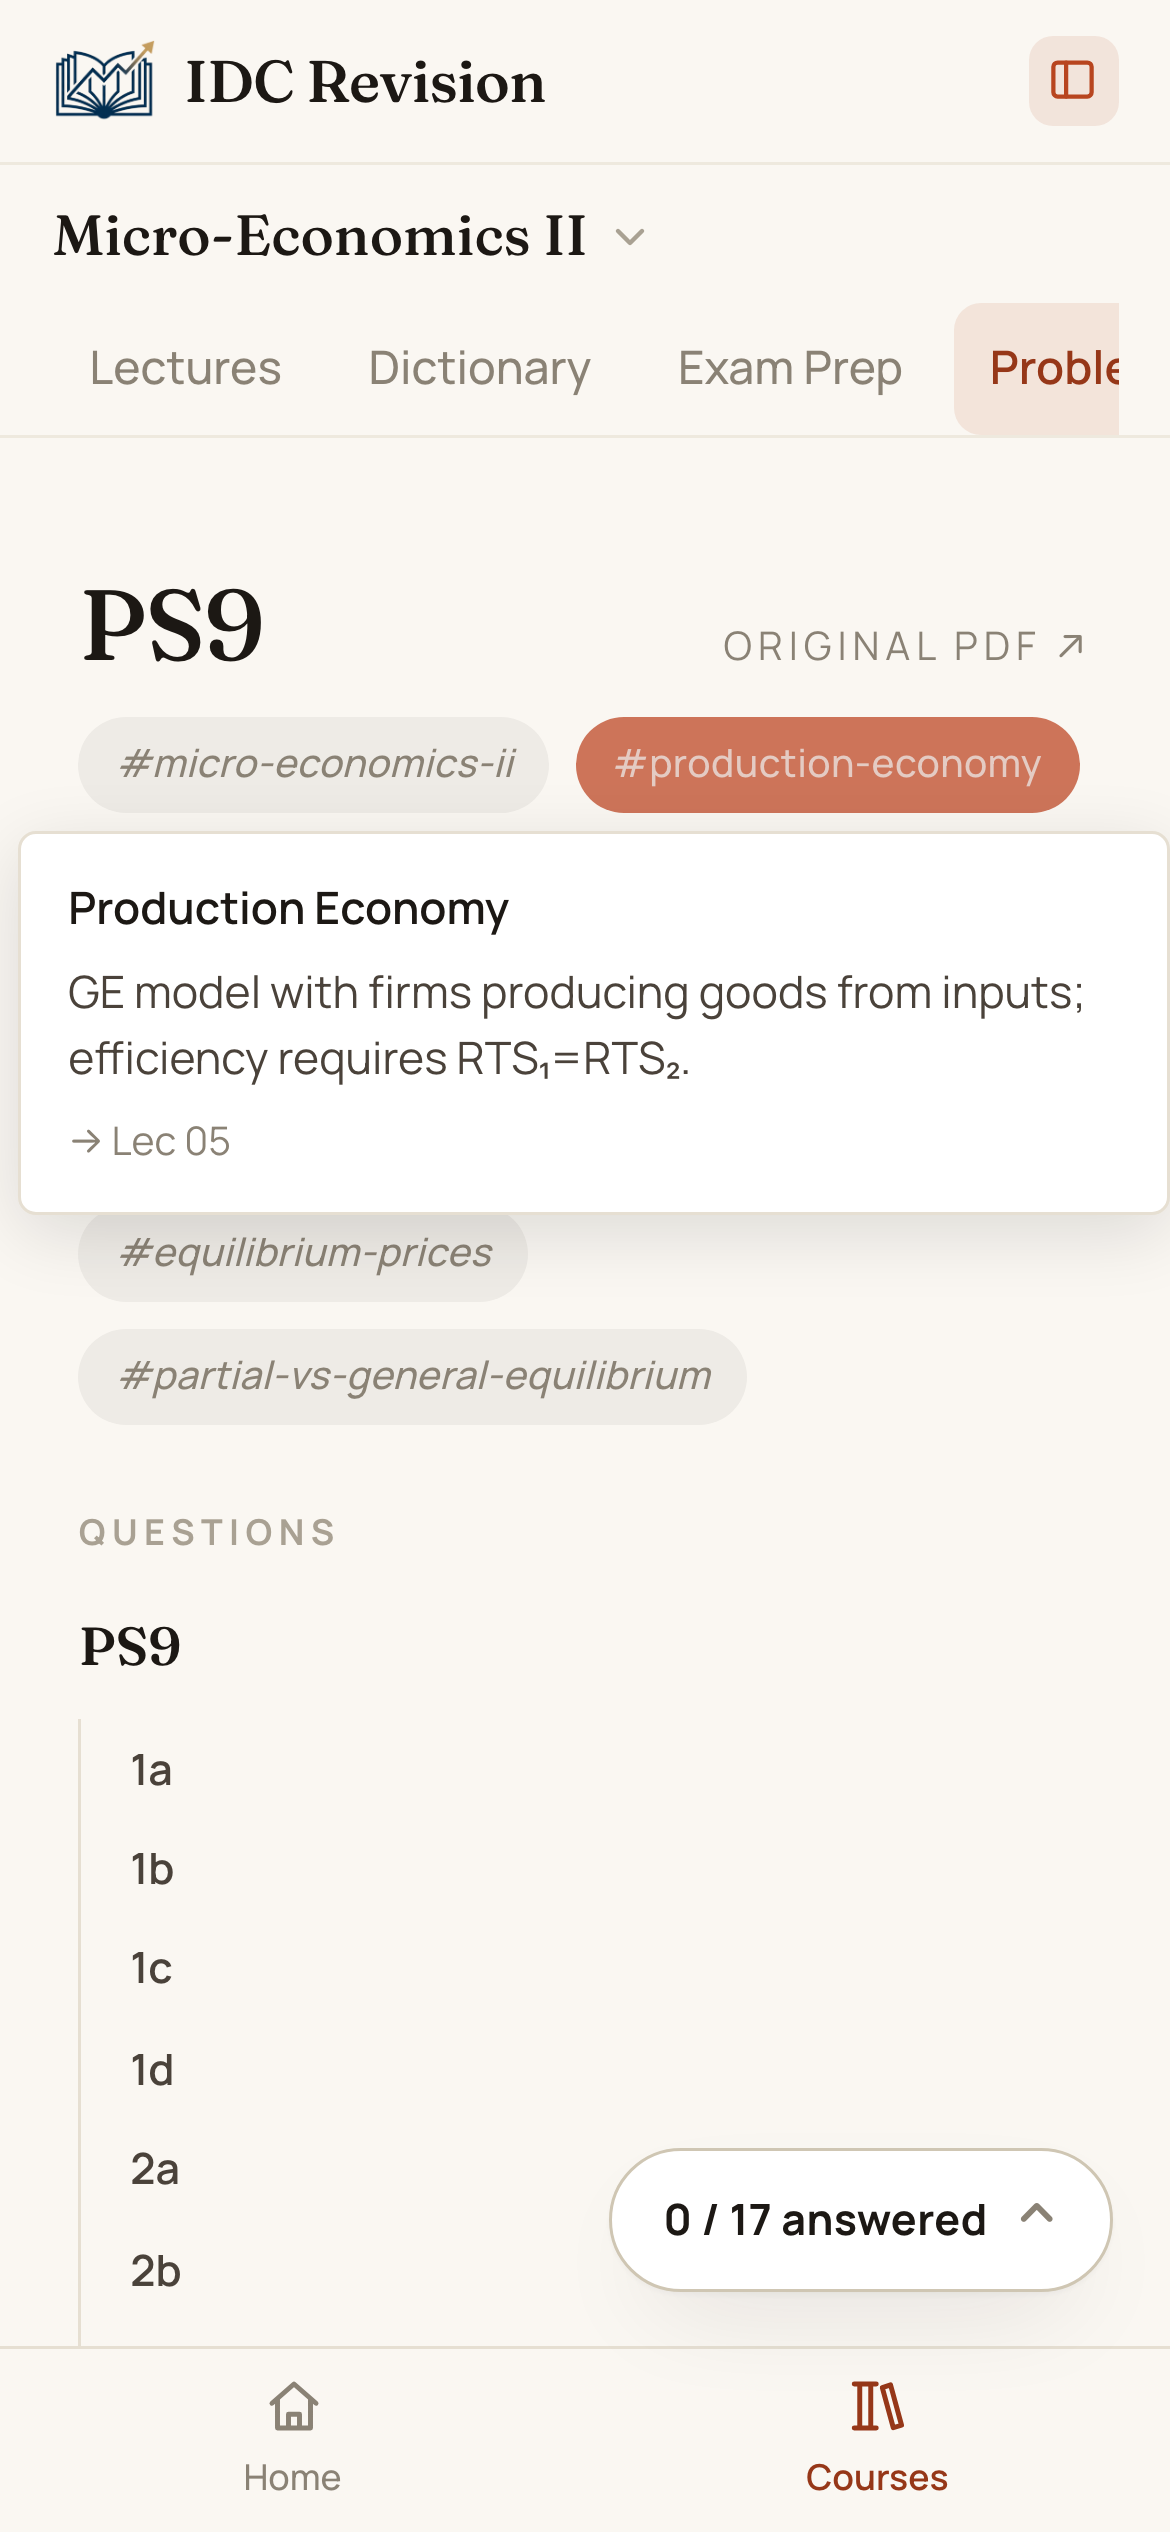 IDC Revision
Micro-Economics II
Lectures Dictionary Exam Prep Proble
PS9
ORIGINAL PDF ↗
#micro-economics-ii #production-economy
Production Economy
GE model with firms producing goods from inputs;
efficiency requires RTS₁=RTS₂.
→ Lec 05
#equilibrium-prices
#partial-vs-general-equilibrium
QUESTIONS
PS9
1a
1b
1c
1d
2a
2b
0 / 17 answered
Home Courses